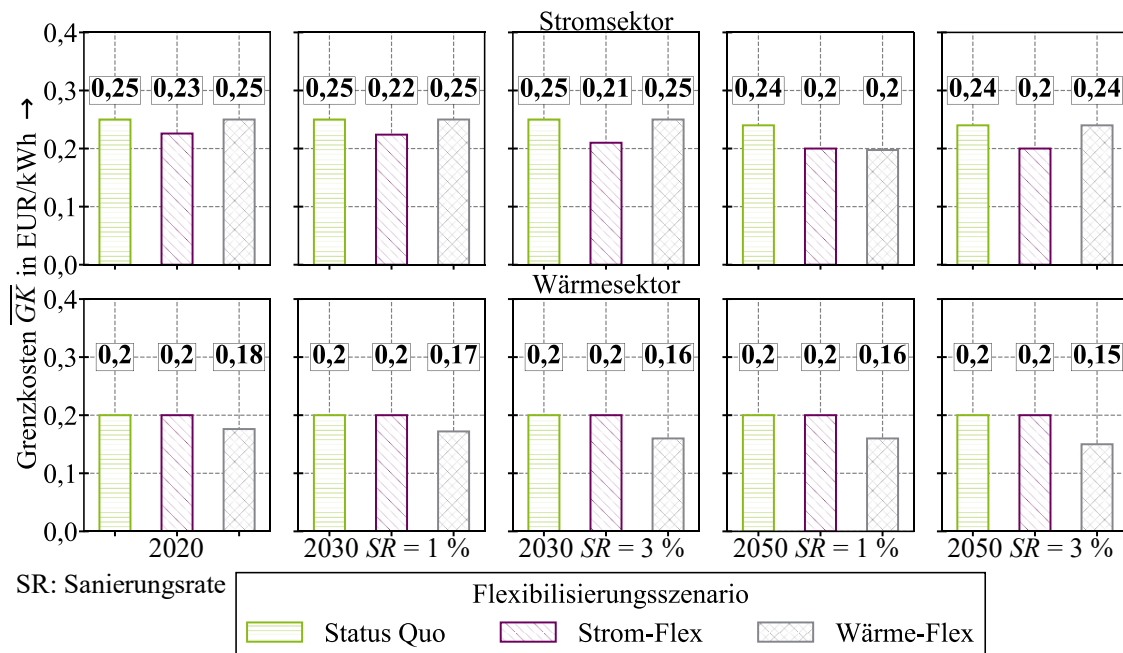 Stromsektor
Grenzkosten GK in EUR/kWh →
0,4
0,3
0,2
0,1
0,0
0,25 0,23 0,25
0,25 0,22 0,25
0,25 0,21 0,25
0,24 0,2 0,2
0,24 0,2 0,24
Wärmesektor
0,4
0,3
0,2
0,1
0,0
0,2 0,2 0,18
0,2 0,2 0,17
0,2 0,2 0,16
0,2 0,2 0,16
0,2 0,2 0,15
2020
2030 SR = 1 %
2030 SR = 3 %
2050 SR = 1 %
2050 SR = 3 %
SR: Sanierungsrate
Flexibilisierungsszenario
Status Quo
Strom-Flex
Wärme-Flex